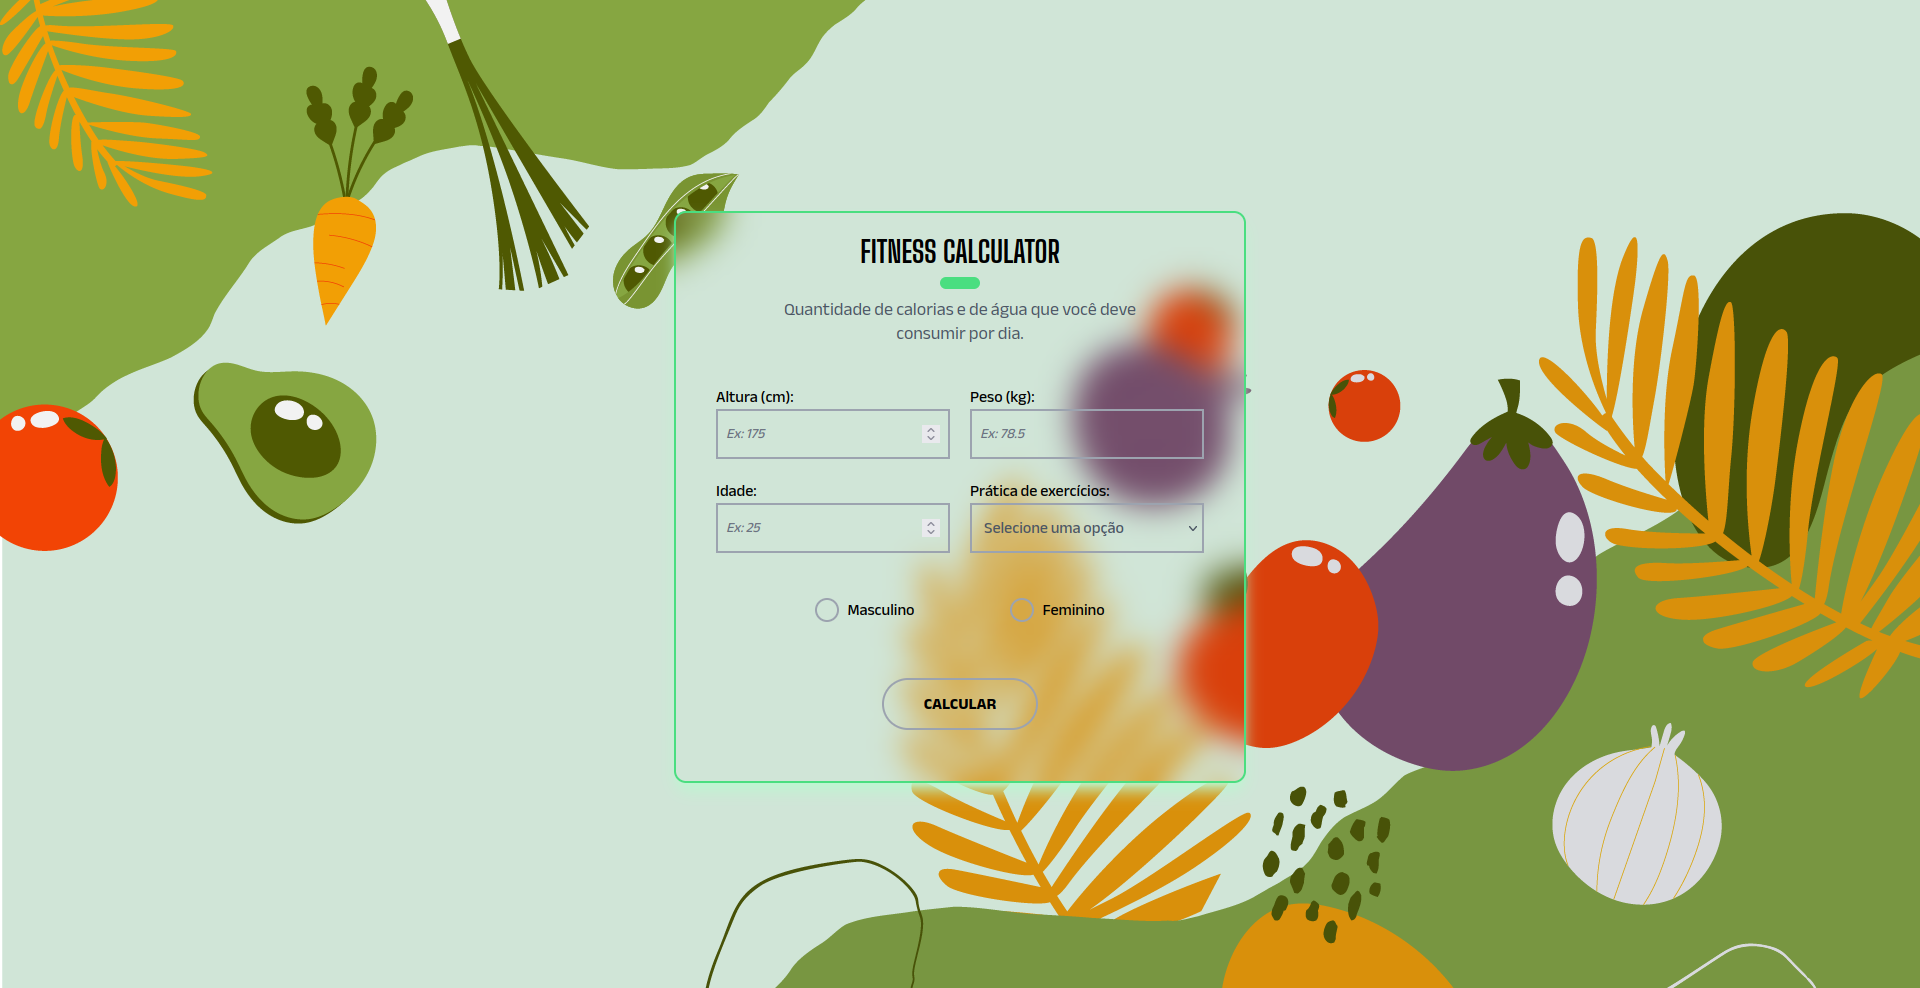 FITNESS CALCULATOR
Quantidade de calorias e de água que você deve
consumir por dia.
Altura (cm): Peso (kg):
Ex: 175 Ex: 78.5
Idade: Prática de exercícios:
Ex: 25 Selecione uma opção
Masculino Feminino
CALCULAR